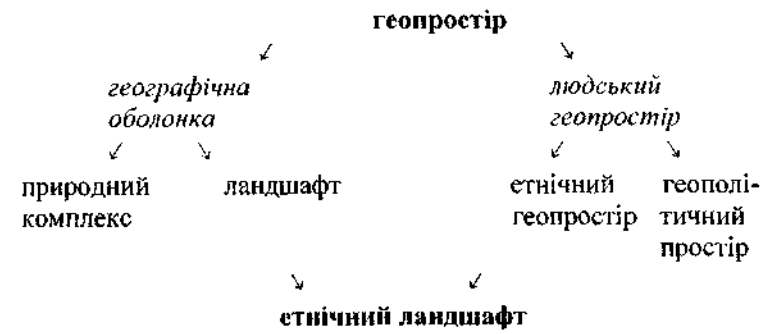 геопростір
географічна людський
оболонка геопростір
природний ландшафт етнічний геополі-
комплекс геопростір тичний
простір
етнічний ландшафт